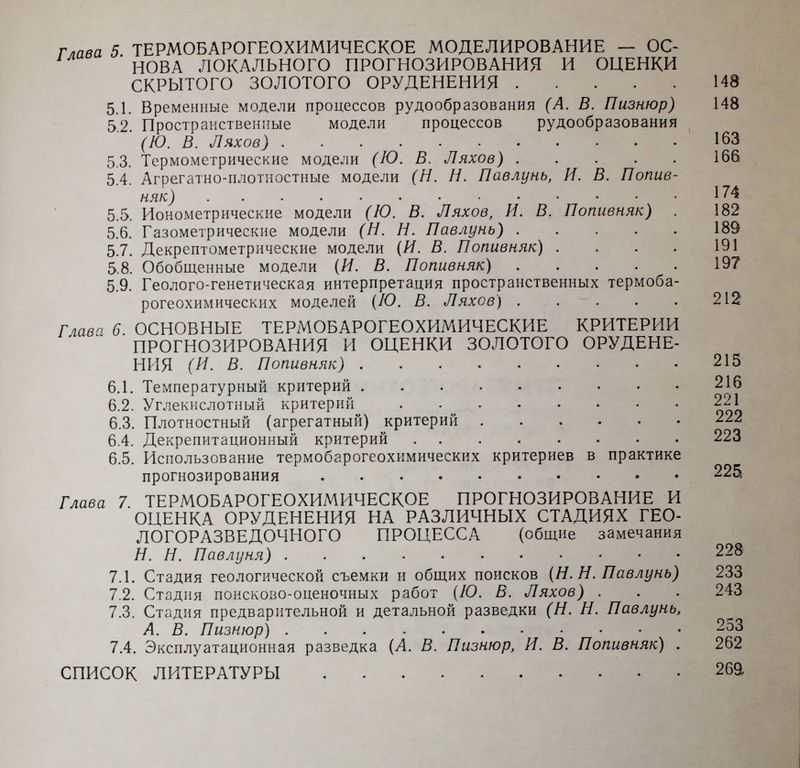 Глава 5. ТЕРМОБАРОГЕОХИМИЧЕСКОЕ МОДЕЛИРОВАНИЕ — ОС-
НОВА ЛОКАЛЬНОГО ПРОГНОЗИРОВАНИЯ И ОЦЕНКИ
СКРЫТОГО ЗОЛОТОГО ОРУДЕНЕНИЯ . . . . . 148
5.1. Временные модели процессов рудообразования (А. В. Пизнюр) 148
5.2. Пространственные модели процессов рудообразования
(Ю. В. Ляхов) . . . . . . . . . . . 163
5.3. Термометрические модели (Ю. В. Ляхов) . . . . . 166
5.4. Агрегатно-плотностные модели (Н. Н. Павлунь, И. В. Попив-
няк) . . . . . . . . . . . . . 174
5.5. Ионометрические модели (Ю. В. Ляхов, И. В. Попивняк) . 182
5.6. Газометрические модели (Н. Н. Павлунь) . . . . . 189
5.7. Декрептометрические модели (И. В. Попивняк) . . . . 191
5.8. Обобщенные модели (И. В. Попивняк) . . . . . 197
5.9. Геолого-генетическая интерпретация пространственных термоба-
рогеохимических моделей (Ю. В. Ляхов) . . . . . 212
Глава 6. ОСНОВНЫЕ ТЕРМОБАРОГЕОХИМИЧЕСКИЕ КРИТЕРИИ
ПРОГНОЗИРОВАНИЯ И ОЦЕНКИ ЗОЛОТОГО ОРУДЕНЕ-
НИЯ (И. В. Попивняк) . . . . . . . . . 215
6.1. Температурный критерий . . . . . . . . . 216
6.2. Углекислотный критерий . . . . . . . . 221
6.3. Плотностный (агрегатный) критерий . . . . . . 222
6.4. Декрепитационный критерий . . . . . . . . 223
6.5. Использование термобарогеохимических критериев в практике
прогнозирования . . . . . . . . . . 225
Глава 7. ТЕРМОБАРОГЕОХИМИЧЕСКОЕ ПРОГНОЗИРОВАНИЕ И
ОЦЕНКА ОРУДЕНЕНИЯ НА РАЗЛИЧНЫХ СТАДИЯХ ГЕО-
ЛОГОРАЗВЕДОЧНОГО ПРОЦЕССА (общие замечания
Н. Н. Павлуня) . . . . . . . . . . . 228
7.1. Стадия геологической съемки и общих поисков (Н. Н. Павлунь) 233
7.2. Стадия поисково-оценочных работ (Ю. В. Ляхов) . . . 243
7.3. Стадия предварительной и детальной разведки (Н. Н. Павлунь,
А. В. Пизнюр) . . . . . . . . . . . 253
7.4. Эксплуатационная разведка (А. В. Пизнюр, И. В. Попивняк) . 262
СПИСОК ЛИТЕРАТУРЫ . . . . . . . . . . 269